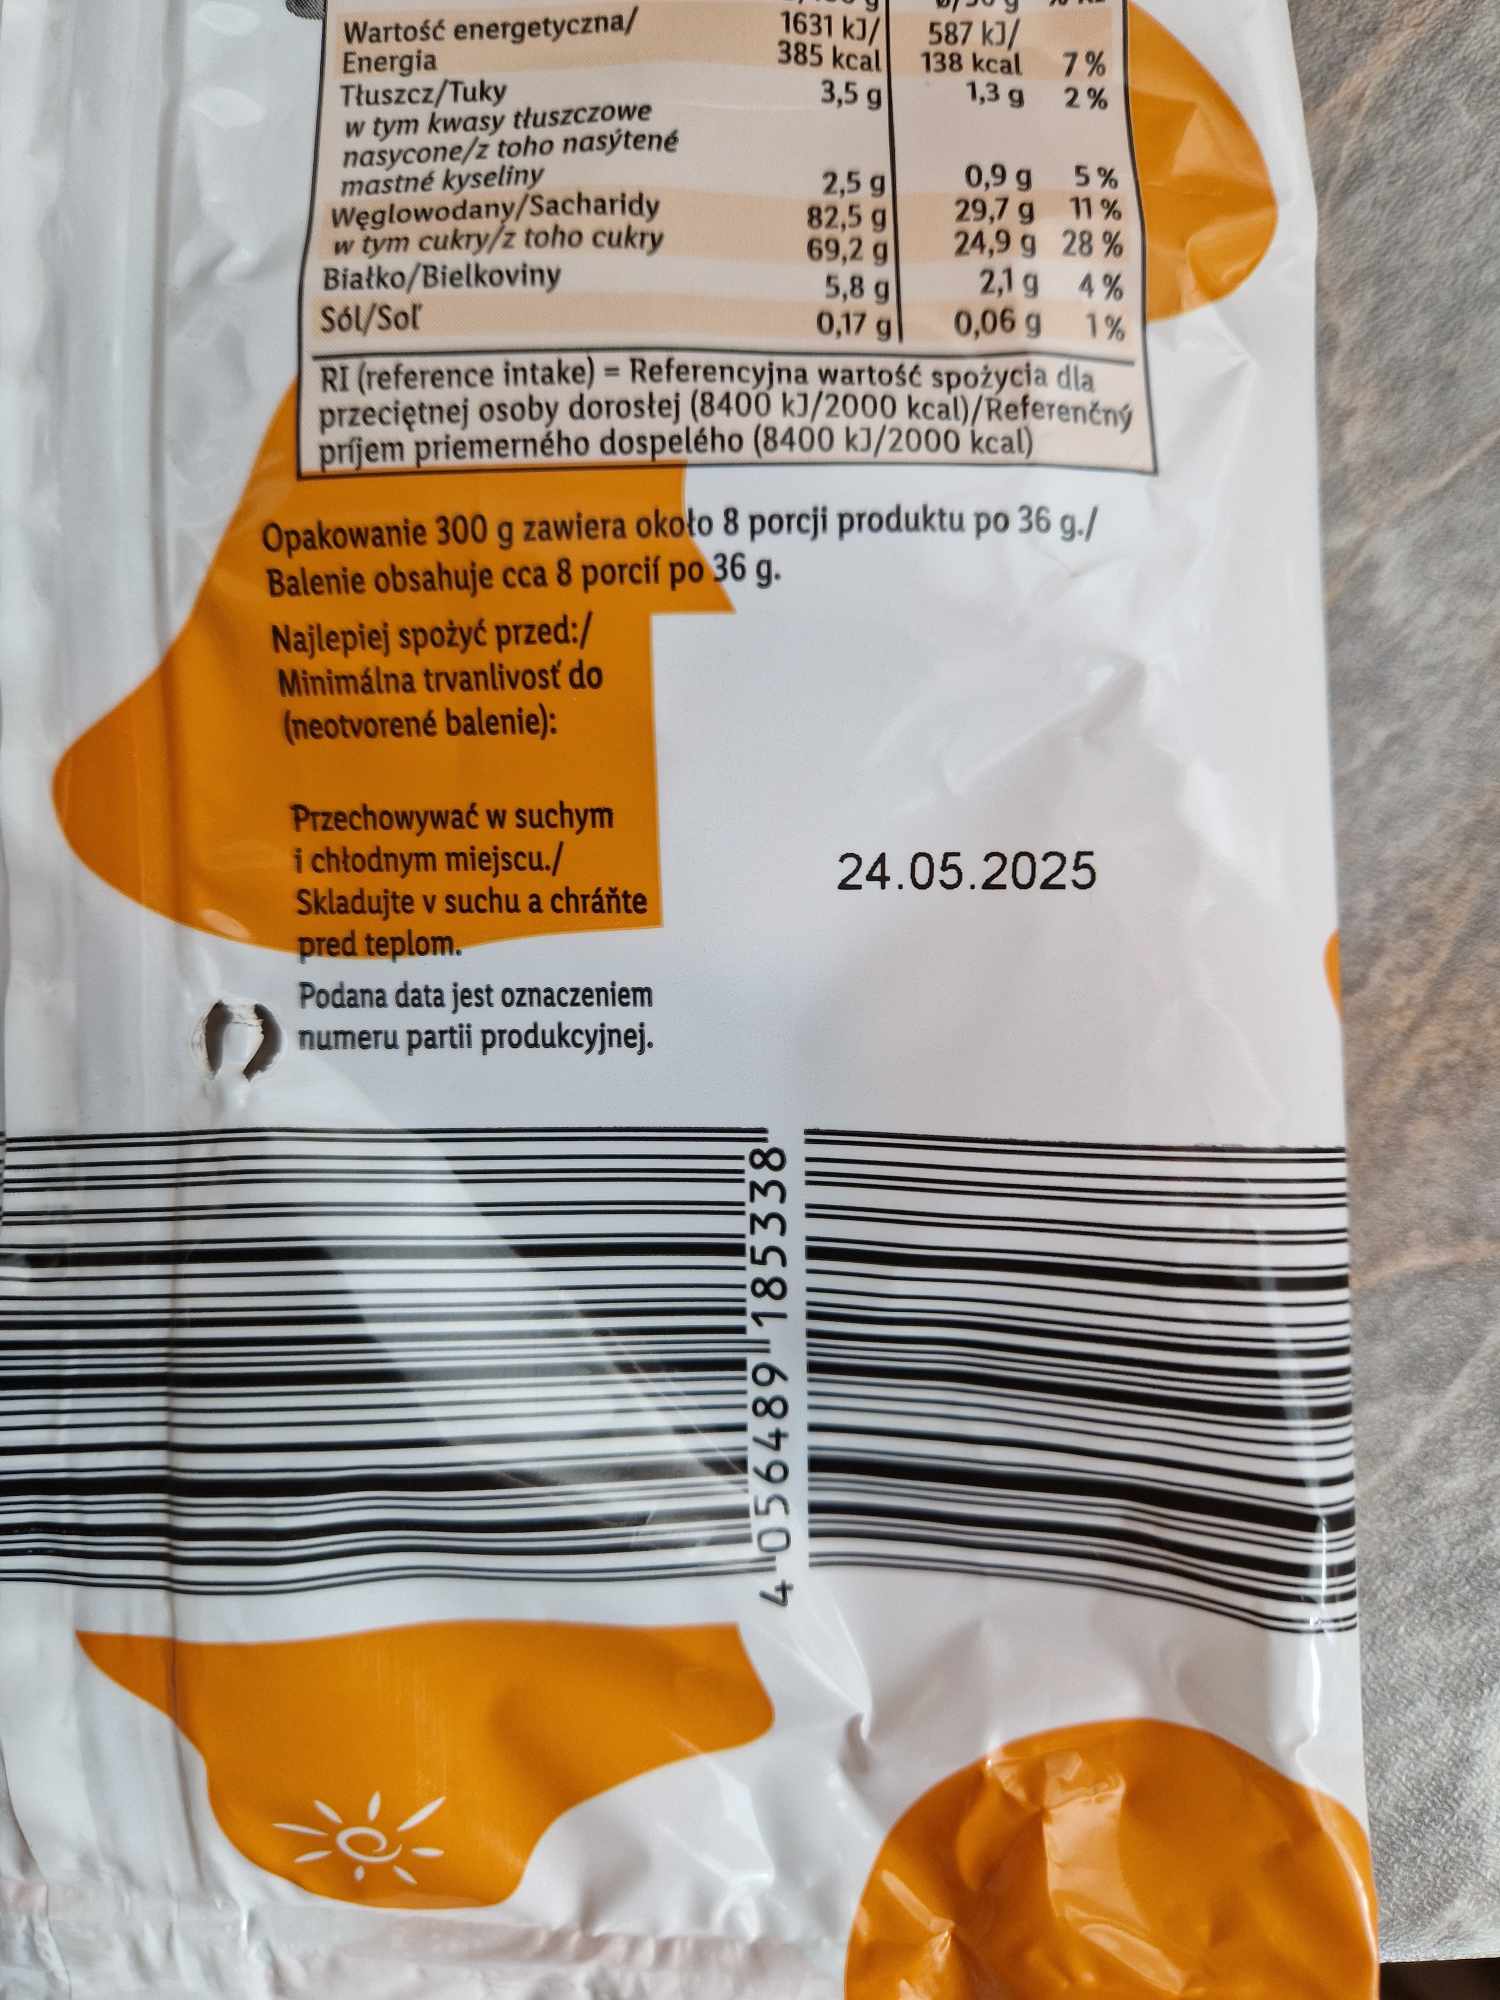 Wartość energetyczna/ 1631 kJ/ 587 kJ/
Energia 385 kcal 138 kcal 7 %
Tłuszcz/Tuky 3,5 g 1,3 g 2 %
w tym kwasy tłuszczowe
nasycone/z toho nasýtené
mastné kyseliny 2,5 g 0,9 g 5 %
Węglowodany/Sacharidy 82,5 g 29,7 g 11 %
w tym cukry/z toho cukry 69,2 g 24,9 g 28 %
Białko/Bielkoviny 5,8 g 2,1 g 4 %
Sól/Soľ 0,17 g 0,06 g 1 %
RI (reference intake) = Referencyjna wartość spożycia dla
przeciętnej osoby dorosłej (8400 kJ/2000 kcal)/Referenčný
príjem priemerného dospelého (8400 kJ/2000 kcal)
Opakowanie 300 g zawiera około 8 porcji produktu po 36 g./
Balenie obsahuje cca 8 porcií po 36 g.
Najlepiej spożyć przed:/
Minimálna trvanlivosť do
(neotvorené balenie):
Przechowywać w suchym
i chłodnym miejscu./
Skladujte v suchu a chráňte
pred teplom.
24.05.2025
Podana data jest oznaczeniem
numeru partii produkcyjnej.
4 056489 185338